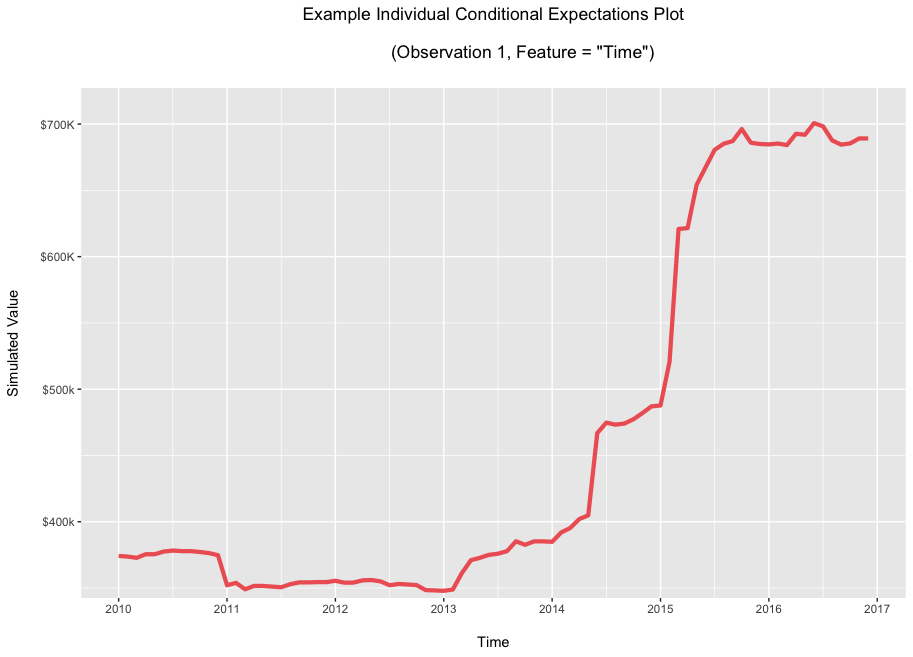 Example Individual Conditional Expectations Plot
(Observation 1, Feature = "Time")
$700K
$600K
$500k
$400k
Simulated Value
2010 2011 2012 2013 2014 2015 2016 2017
Time